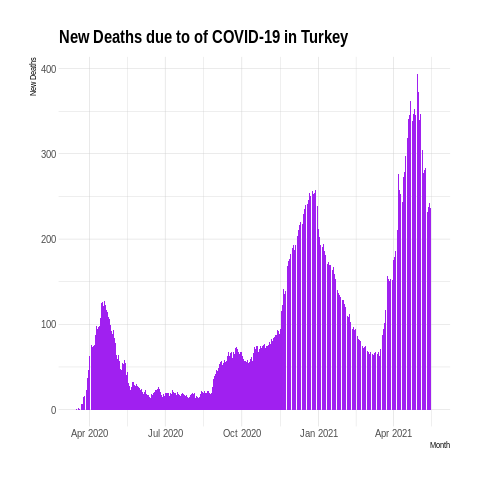 New Deaths due to of COVID-19 in Turkey
New Deaths
400
300
200
100
0
Apr 2020 Jul 2020 Oct 2020 Jan 2021 Apr 2021
Month